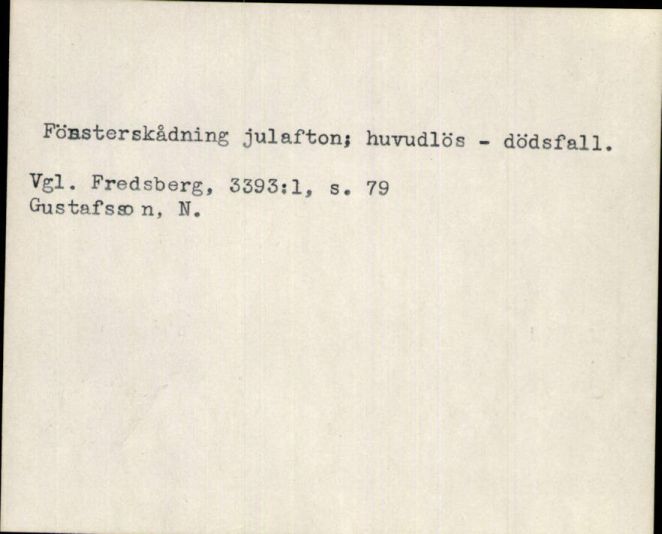 Fönsterskådning julafton; huvudlös - dödsfall.
Vgl. Fredsberg, 3393:1, s. 79
Gustafsson, N.